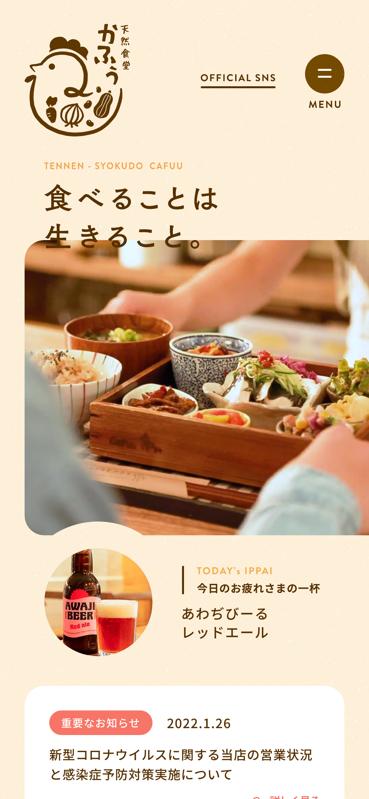 天然食堂
かふぅ
OFFICIAL SNS
MENU
TENNEN - SYOKUDO CAFUU
食べることは
生きること。
AWAJI
BEER
Red ale
TODAY's IPPAI
今日のお疲れさまの一杯
あわぢびーる
レッドエール
重要なお知らせ
2022.1.26
新型コロナウイルスに関する当店の営業状況
と感染症予防対策実施について